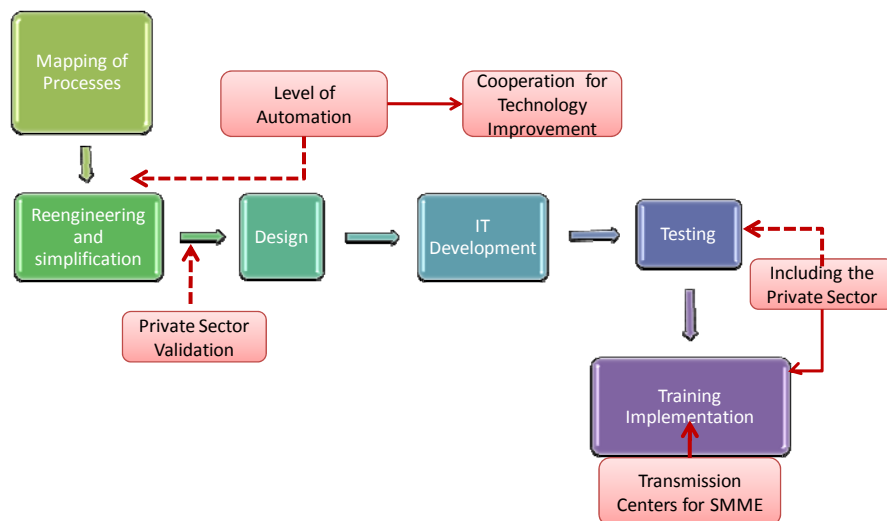 Mapping of
Processes
Level of
Automation
Cooperation for
Technology
Improvement
Reengineering
and
simplification
Design
IT
Development
Testing
Including the
Private Sector
Private Sector
Validation
Training
Implementation
Transmission
Centers for SMME